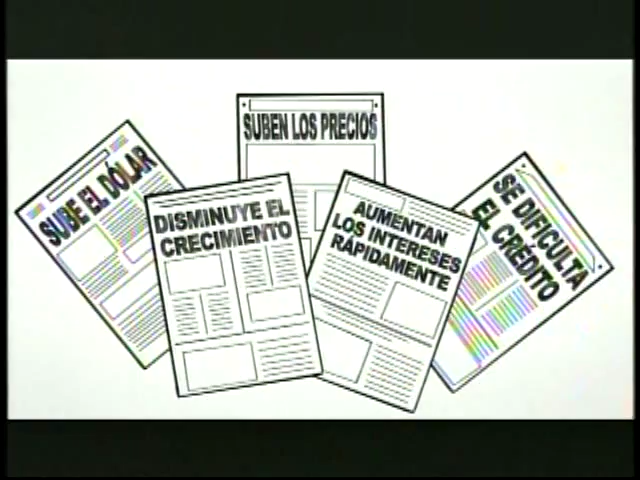 SUBE EL DÓLAR
DISMINUYE EL
CRECIMIENTO
SUBEN LOS PRECIOS
AUMENTAN
LOS INTERESES
RÁPIDAMENTE
SE DIFICULTA
EL CRÉDITO